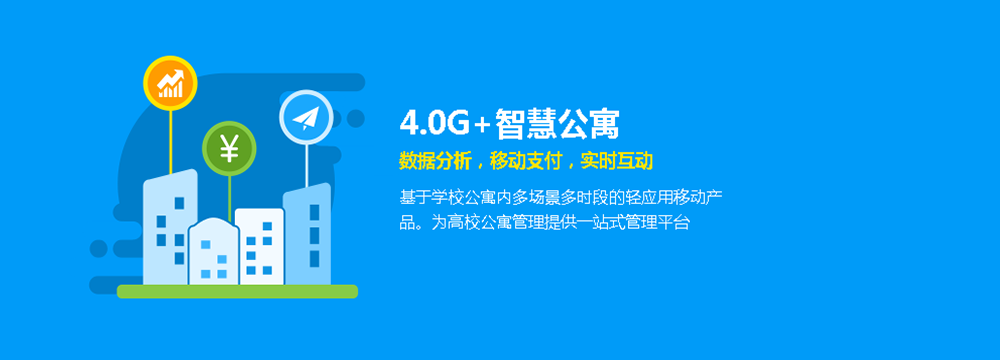 4.0G+智慧公寓
数据分析，移动支付，实时互动
基于学校公寓内多场景多时段的轻应用移动产
品。为高校公寓管理提供一站式管理平台
¥